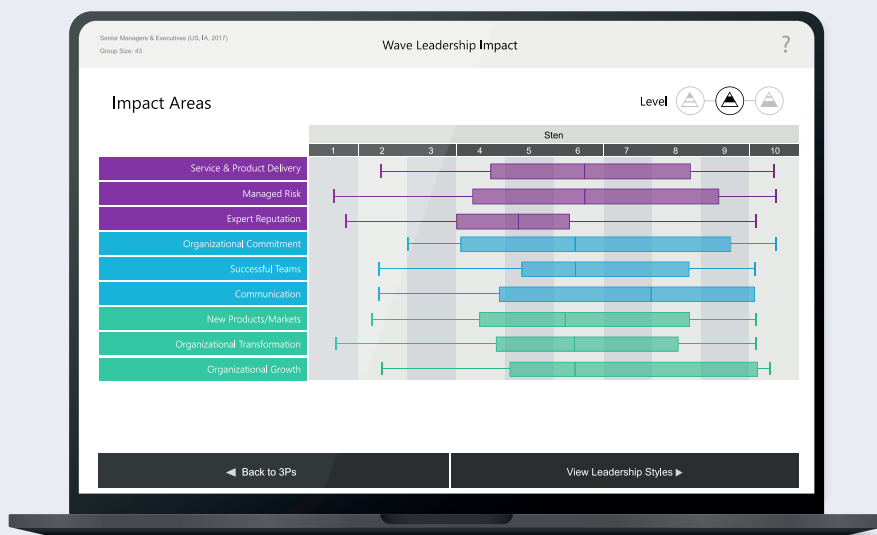 Senior Managers & Executives (US, IA, 2017)
Group Size: 43
Wave Leadership Impact
?
Impact Areas
Level
Sten
1 2 3 4 5 6 7 8 9 10
Service & Product Delivery
Managed Risk
Expert Reputation
Organizational Commitment
Successful Teams
Communication
New Products/Markets
Organizational Transformation
Organizational Growth
◀ Back to 3Ps
View Leadership Styles ▶